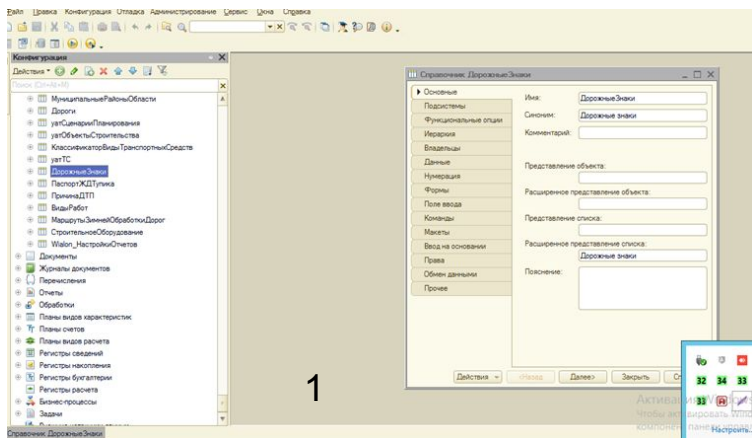 Файл Правка Конфигурация Отладка Администрирование Сервис Окна Справка
Конфигурация
Действия
Поиск (Ctrl+Alt+M)
МуниципальныеРайоныОбласти
Дороги
уатСценарииПланирования
уатОбъектыСтроительства
КлассификаторВидыТранспортныхСредств
уатТС
ДорожныеЗнаки
ПаспортЖДТупика
ПричинаДТП
ВидыРабот
МаршрутыЗимнейОбработкиДорог
СтроительноеОборудование
Wialon_НастройкиОтчетов
Документы
Журналы документов
Перечисления
Отчеты
Обработки
Планы видов характеристик
Планы счетов
Планы видов расчета
Регистры сведений
Регистры накопления
Регистры бухгалтерии
Регистры расчета
Бизнес-процессы
Задачи
Справочник: ДорожныеЗнаки
1
Справочник ДорожныеЗнаки
Основные
Подсистемы
Функциональные опции
Иерархия
Владельцы
Данные
Нумерация
Формы
Поле ввода
Команды
Макеты
Ввод на основании
Права
Обмен данными
Прочее
Имя: ДорожныеЗнаки
Синоним: Дорожные знаки
Комментарий:
Представление объекта:
Расширенное представление объекта:
Представление списка:
Расширенное представление списка:
Дорожные знаки
Пояснение:
Действия <Назад Далее> Закрыть
32 34 33
33
Настроить...